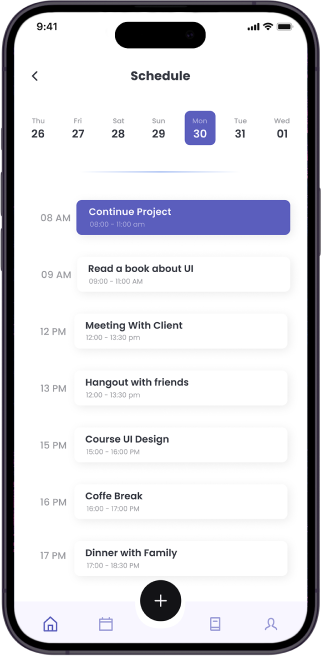 9:41
Schedule
Thu Fri Sat Sun Mon Tue Wed
26 27 28 29 30 31 01
08 AM Continue Project
08:00 - 11:00 am
09 AM Read a book about UI
09:00 - 11:00 AM
12 PM Meeting With Client
12:00 - 13:30 pm
13 PM Hangout with friends
12:00 - 13:30 pm
15 PM Course UI Design
15:00 - 16:00 PM
16 PM Coffe Break
16:00 - 17:00 PM
17 PM Dinner with Family
17:00 - 18:30 PM